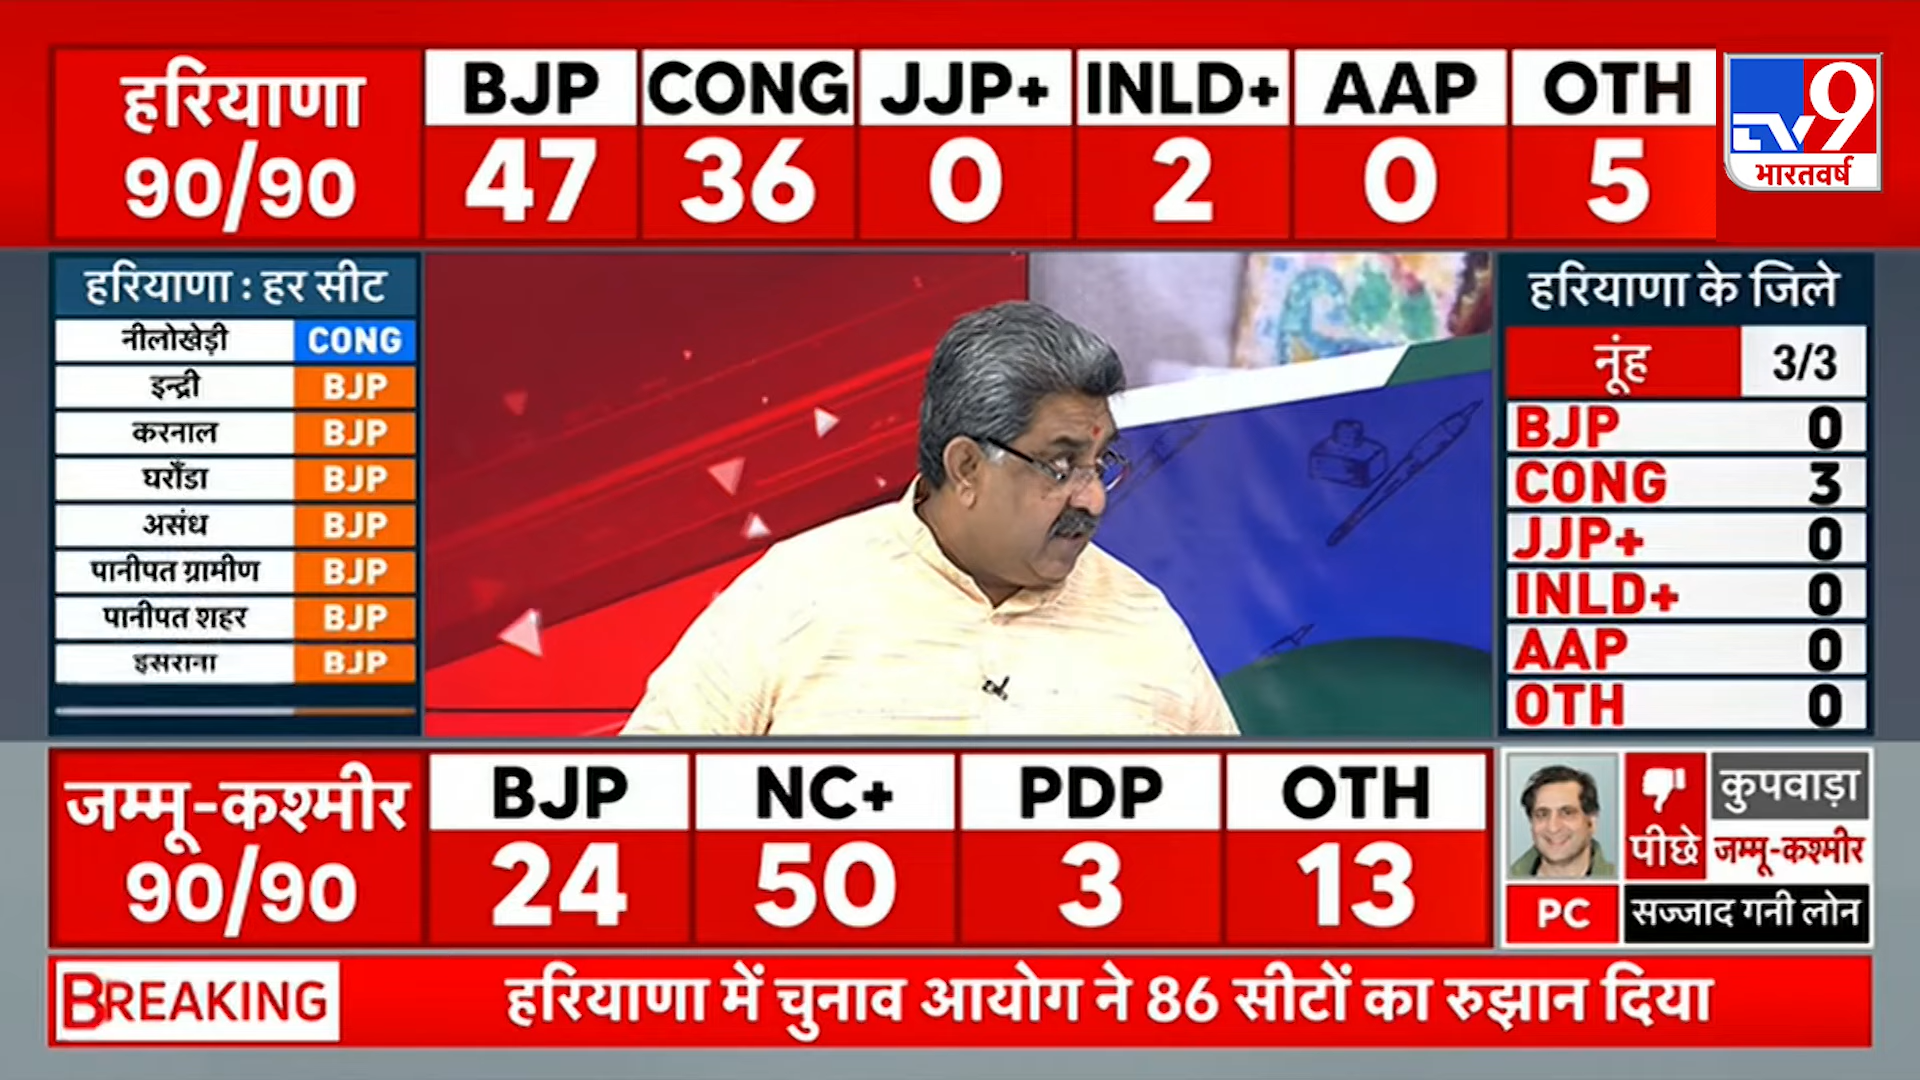 हरियाणा
90/90
BJP CONG JJP+ INLD+ AAP OTH
47 36 0 2 0 5
TV9
भारतवर्ष
हरियाणा : हर सीट
नीलोखेड़ी CONG
इन्द्री BJP
करनाल BJP
घरौंडा BJP
असंध BJP
पानीपत ग्रामीण BJP
पानीपत शहर BJP
इसराना BJP
हरियाणा के जिले
नूंह 3/3
BJP 0
CONG 3
JJP+ 0
INLD+ 0
AAP 0
OTH 0
जम्मू-कश्मीर
90/90
BJP NC+ PDP OTH
24 50 3 13
कुपवाड़ा
पीछे जम्मू-कश्मीर
PC सज्जाद गनी लोन
BREAKING हरियाणा में चुनाव आयोग ने 86 सीटों का रुझान दिया